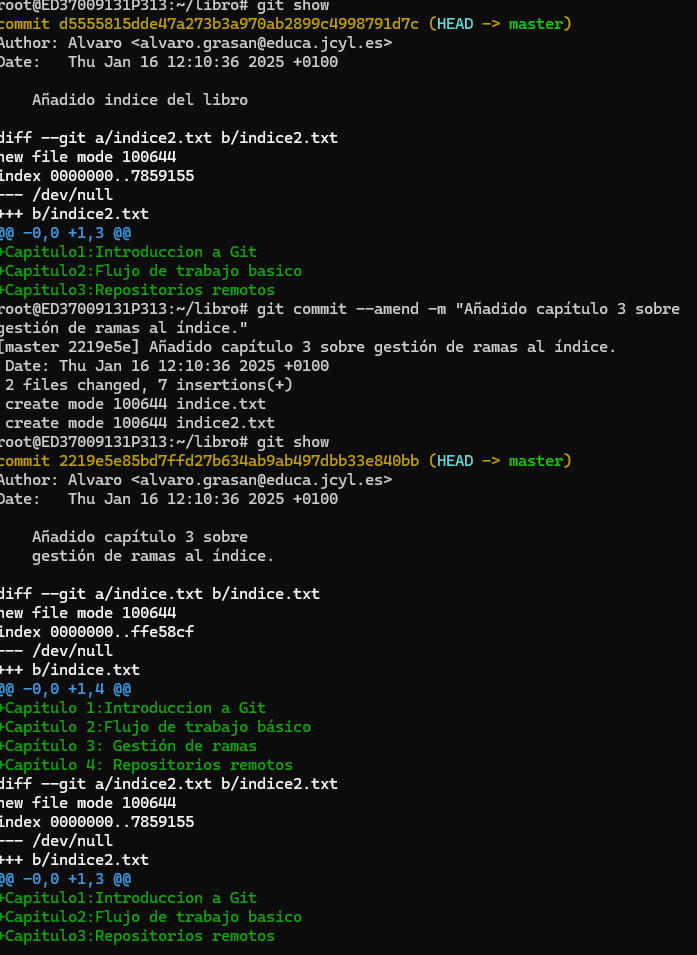 root@ED37009131P313:~/libro# git show
commit d5555815dde47a273b3a970ab2899c4998791d7c (HEAD -> master)
Author: Alvaro <alvaro.grasan@educa.jcyl.es>
Date:   Thu Jan 16 12:10:36 2025 +0100

    Añadido indice del libro

diff --git a/indice2.txt b/indice2.txt
new file mode 100644
index 0000000..7859155
--- /dev/null
+++ b/indice2.txt
@@ -0,0 +1,3 @@
+Capitulo1:Introduccion a Git
+Capitulo2:Flujo de trabajo basico
+Capitulo3:Repositorios remotos
root@ED37009131P313:~/libro# git commit --amend -m "Añadido capítulo 3 sobre
gestión de ramas al índice."
[master 2219e5e] Añadido capítulo 3 sobre gestión de ramas al índice.
 Date: Thu Jan 16 12:10:36 2025 +0100
 2 files changed, 7 insertions(+)
 create mode 100644 indice.txt
 create mode 100644 indice2.txt
root@ED37009131P313:~/libro# git show
commit 2219e5e85bd7ffd27b634ab9ab497dbb33e840bb (HEAD -> master)
Author: Alvaro <alvaro.grasan@educa.jcyl.es>
Date:   Thu Jan 16 12:10:36 2025 +0100

    Añadido capítulo 3 sobre
    gestión de ramas al índice.

diff --git a/indice.txt b/indice.txt
new file mode 100644
index 0000000..ffe58cf
--- /dev/null
+++ b/indice.txt
@@ -0,0 +1,4 @@
+Capitulo 1:Introduccion a Git
+Capitulo 2:Flujo de trabajo básico
+Capítulo 3: Gestión de ramas
+Capítulo 4: Repositorios remotos
diff --git a/indice2.txt b/indice2.txt
new file mode 100644
index 0000000..7859155
--- /dev/null
+++ b/indice2.txt
@@ -0,0 +1,3 @@
+Capitulo1:Introduccion a Git
+Capitulo2:Flujo de trabajo basico
+Capitulo3:Repositorios remotos